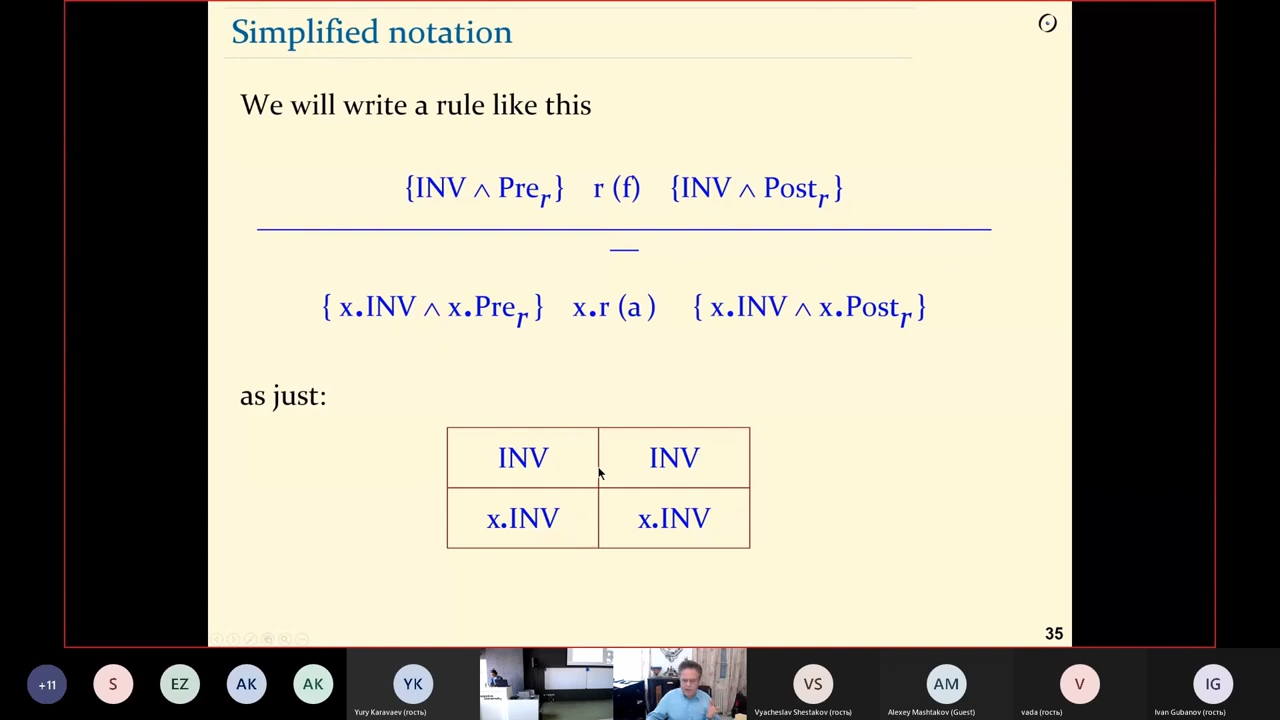 Simplified notation
We will write a rule like this
{INV ∧ Pre_r} r (f) {INV ∧ Post_r}
{ x.INV ∧ x.Pre_r } x.r (a ) { x.INV ∧ x.Post_r }
as just:
INV INV
x.INV x.INV
35
+11 S EZ AK AK YK VS AM V IG
Yury Karavaev (гость) Vyacheslav Shestakov (гость) Alexey Mashtakov (Guest) vada (гость) Ivan Gubanov (гость)